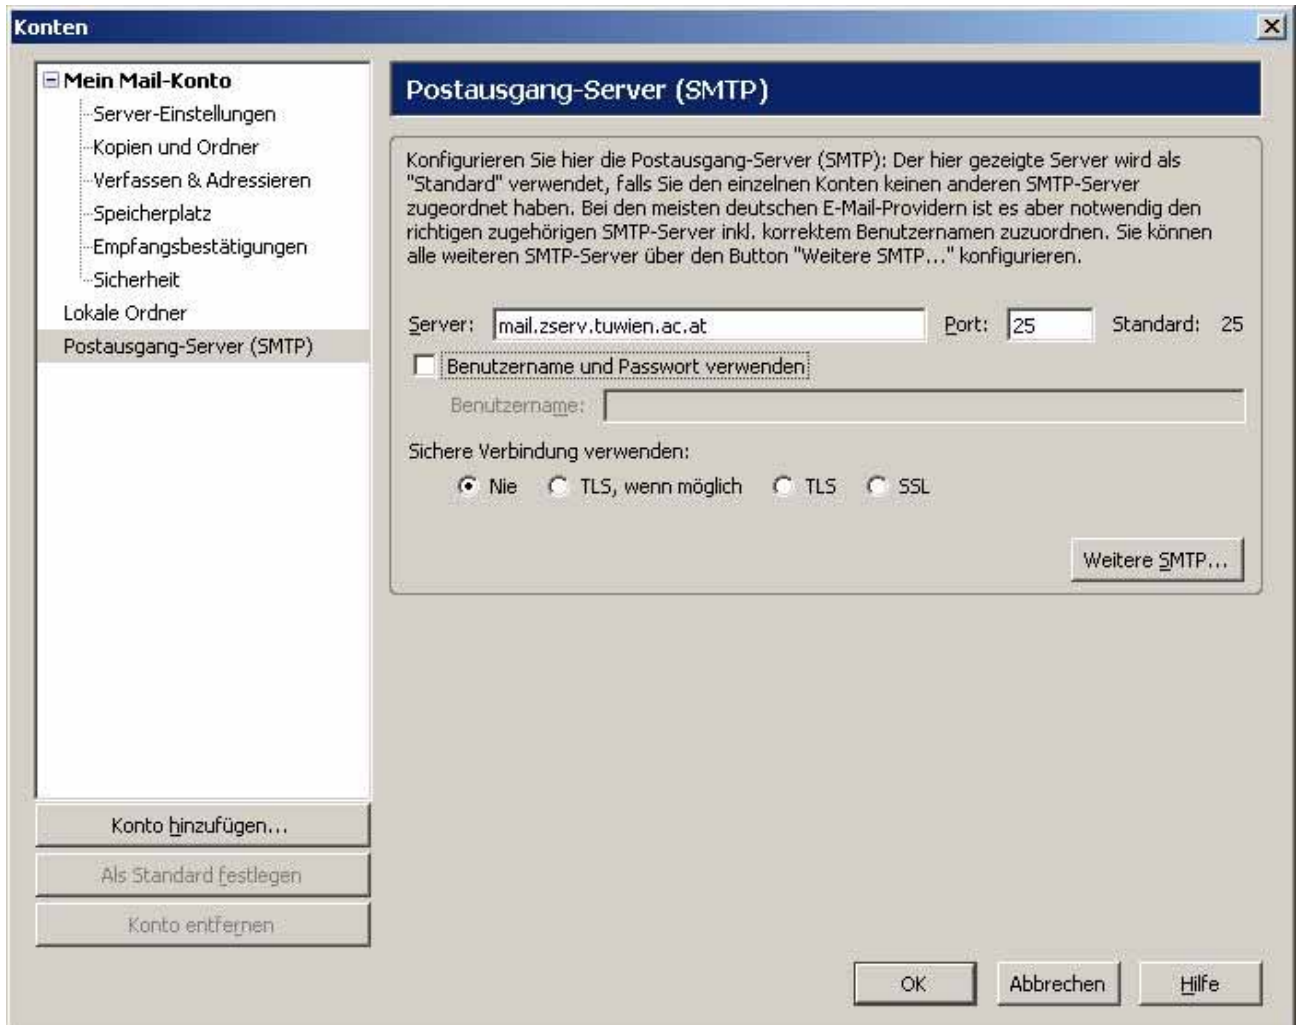 Konten
Mein Mail-Konto
Server-Einstellungen
Kopien und Ordner
Verfassen & Adressieren
Speicherplatz
Empfangsbestätigungen
Sicherheit
Lokale Ordner
Postausgang-Server (SMTP)
Konto hinzufügen...
Als Standard festlegen
Konto entfernen
Postausgang-Server (SMTP)
Konfigurieren Sie hier die Postausgang-Server (SMTP): Der hier gezeigte Server wird als
"Standard" verwendet, falls Sie den einzelnen Konten keinen anderen SMTP-Server
zugeordnet haben. Bei den meisten deutschen E-Mail-Providern ist es aber notwendig den
richtigen zugehörigen SMTP-Server inkl. korrektem Benutzernamen zuzuordnen. Sie können
alle weiteren SMTP-Server über den Button "Weitere SMTP..." konfigurieren.
Server: mail.zserv.tuwien.ac.at Port: 25 Standard: 25
Benutzername und Passwort verwenden
Benutzername:
Sichere Verbindung verwenden:
Nie TLS, wenn möglich TLS SSL
Weitere SMTP...
OK Abbrechen Hilfe